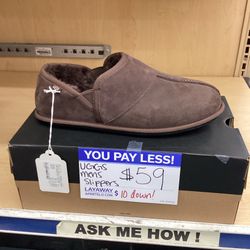 YOU PAY LESS!
UGGS
mens
Slippers
$59
LAYAWAY $10 down!
ASK ME HOW!